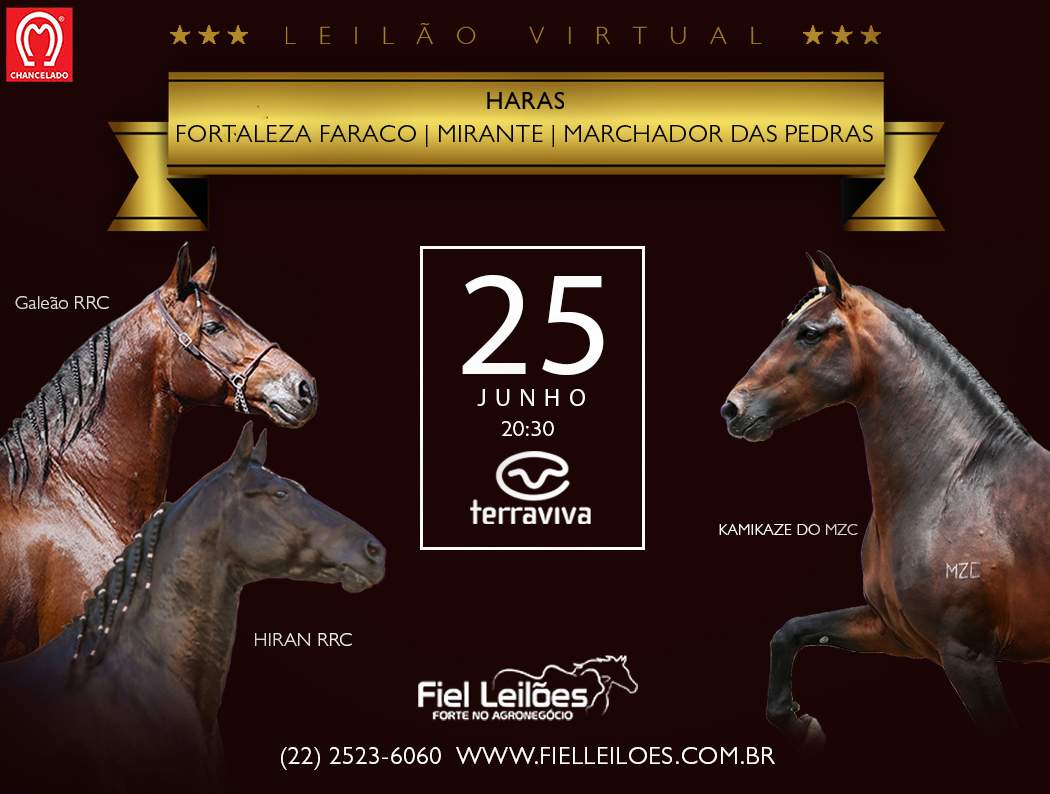 CHANCELADO
LEILÃO VIRTUAL
HARAS
FORTALEZA FARACO | MIRANTE | MARCHADOR DAS PEDRAS
Galeão RRC
25
JUNHO
20:30
terraviva
KAMIKAZE DO MZC
MZC
HIRAN RRC
Fiel Leilões
FORTE NO AGRONEGÓCIO
(22) 2523-6060 WWW.FIELLEILOES.COM.BR